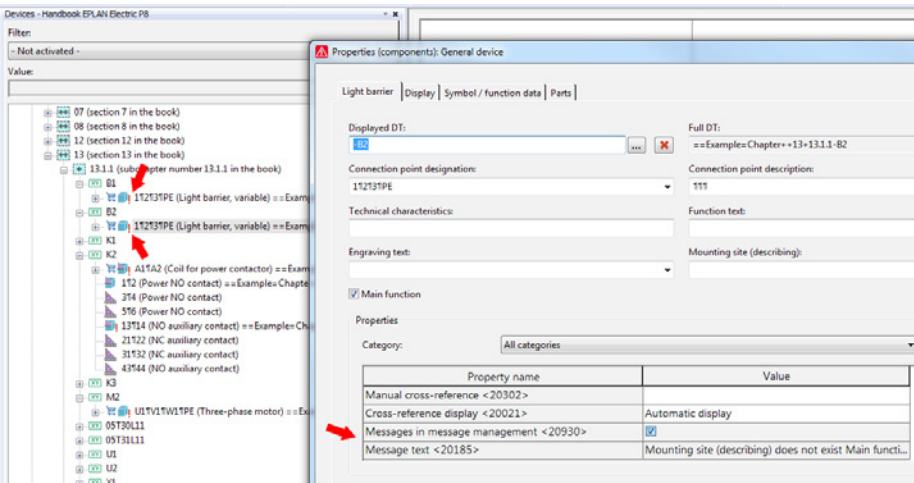 Devices - Handbook EPLAN Electric P8
Filter:
- Not activated -
Value:
07 (section 7 in the book)
08 (section 8 in the book)
12 (section 12 in the book)
13 (section 13 in the book)
13.1.1 (subchapter number 13.1.1 in the book)
B1
1¶2¶3¶PE (Light barrier, variable) ==Examp
B2
1¶2¶3¶PE (Light barrier, variable) ==Examp
K1
K2
A1¶A2 (Coil for power contactor) ==Exam
1¶2 (Power NO contact) ==Example=Chapte
3¶4 (Power NO contact)
5¶6 (Power NO contact)
13¶14 (NO auxiliary contact) ==Example=Ch
21¶22 (NC auxiliary contact)
31¶32 (NC auxiliary contact)
43¶44 (NO auxiliary contact)
K3
M2
U1¶V1¶W1¶PE (Three-phase motor) ==Exa
05T30L11
05T31L11
U1
U2
Properties (components): General device
Light barrier Display Symbol / function data Parts
Displayed DT: Full DT:
-B2 ... ==Example=Chapter++13+13.1.1-B2
Connection point designation: Connection point description:
1¶2¶3¶PE ¶¶¶
Technical characteristics: Function text:
Engraving text: Mounting site (describing):
Main function
Properties
Category: All categories
Property name Value
Manual cross-reference <20302>
Cross-reference display <20021> Automatic display
Messages in message management <20930>
Message text <20185> Mounting site (describing) does not exist Main functi...